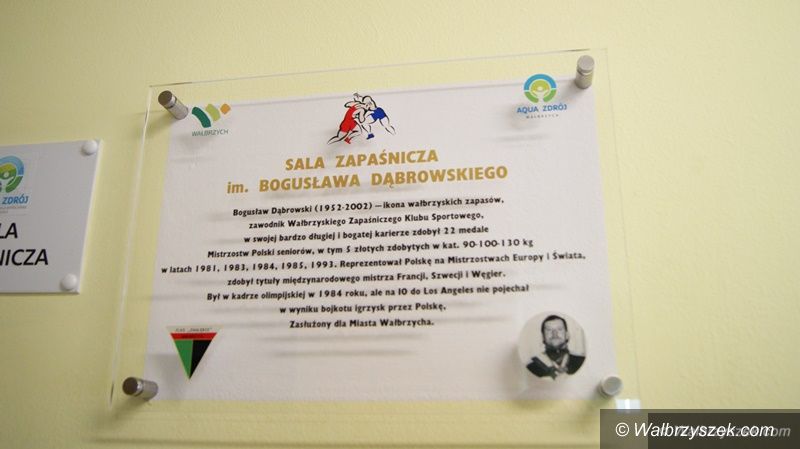 WAŁBRZYCH
AQUA ZDRÓJ
WAŁBRZYCH
SALA ZAPAŚNICZA
im. BOGUSŁAWA DĄBROWSKIEGO
Bogusław Dąbrowski (1952-2002) — ikona wałbrzyskich zapasów,
zawodnik Wałbrzyskiego Zapaśniczego Klubu Sportowego,
w swojej bardzo długiej i bogatej karierze zdobył 22 medale
Mistrzostw Polski seniorów, w tym 5 złotych zdobytych w kat. 90-100-130 kg
w latach 1981, 1983, 1984, 1985, 1993. Reprezentował Polskę na Mistrzostwach Europy i Świata,
zdobył tytuły międzynarodowego mistrza Francji, Szwecji i Węgier.
Był w kadrze olimpijskiej w 1984 roku, ale na IO do Los Angeles nie pojechał
w wyniku bojkotu igrzysk przez Polskę.
Zasłużony dla Miasta Wałbrzycha.
ZDRÓJ
LA
NICZA
© Walbrzyszek.com